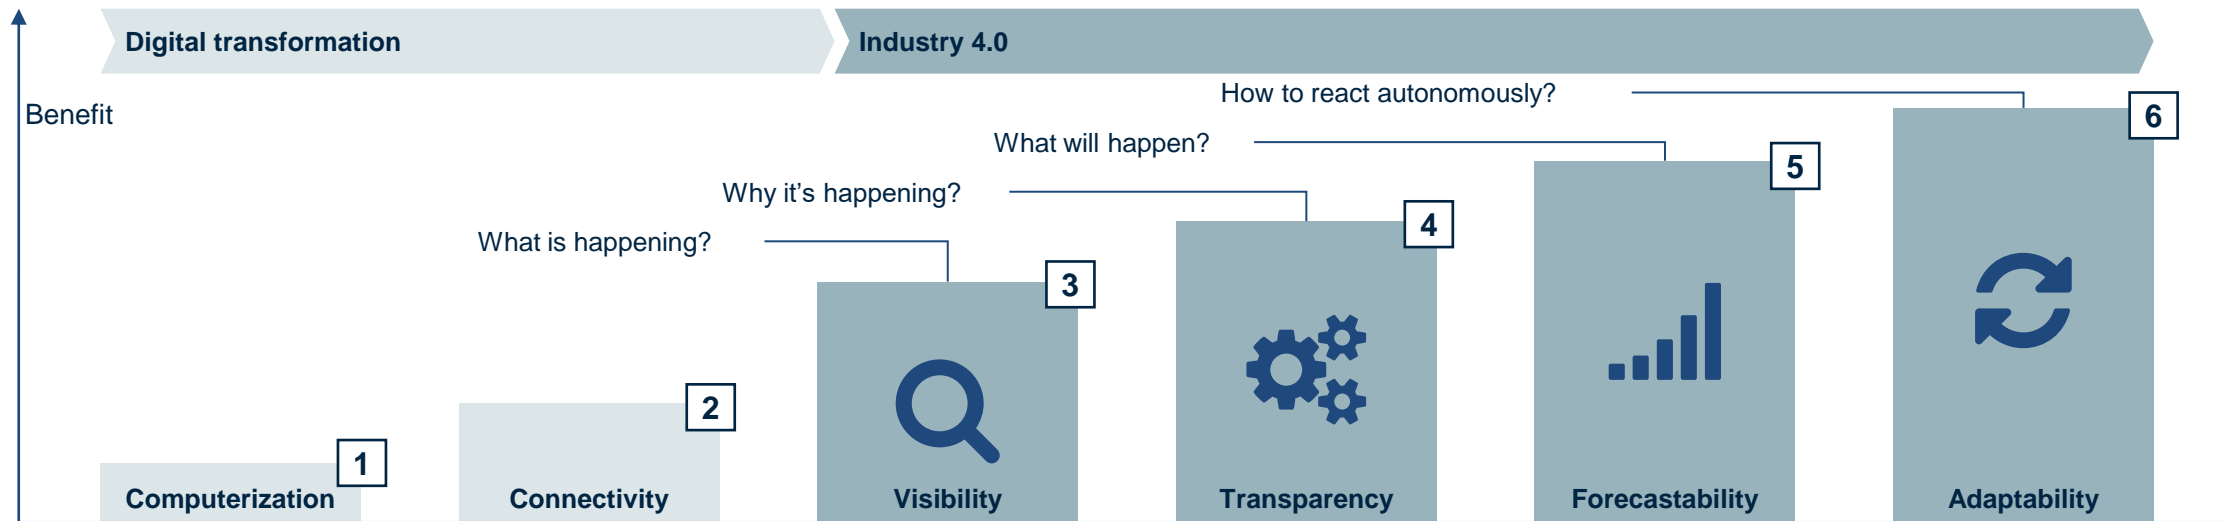 Digital transformation
Industry 4.0
Benefit
How to react autonomously?
What will happen?
Why it’s happening?
What is happening?
1
2
3
4
5
6
Computerization
Connectivity
Visibility
Transparency
Forecastability
Adaptability